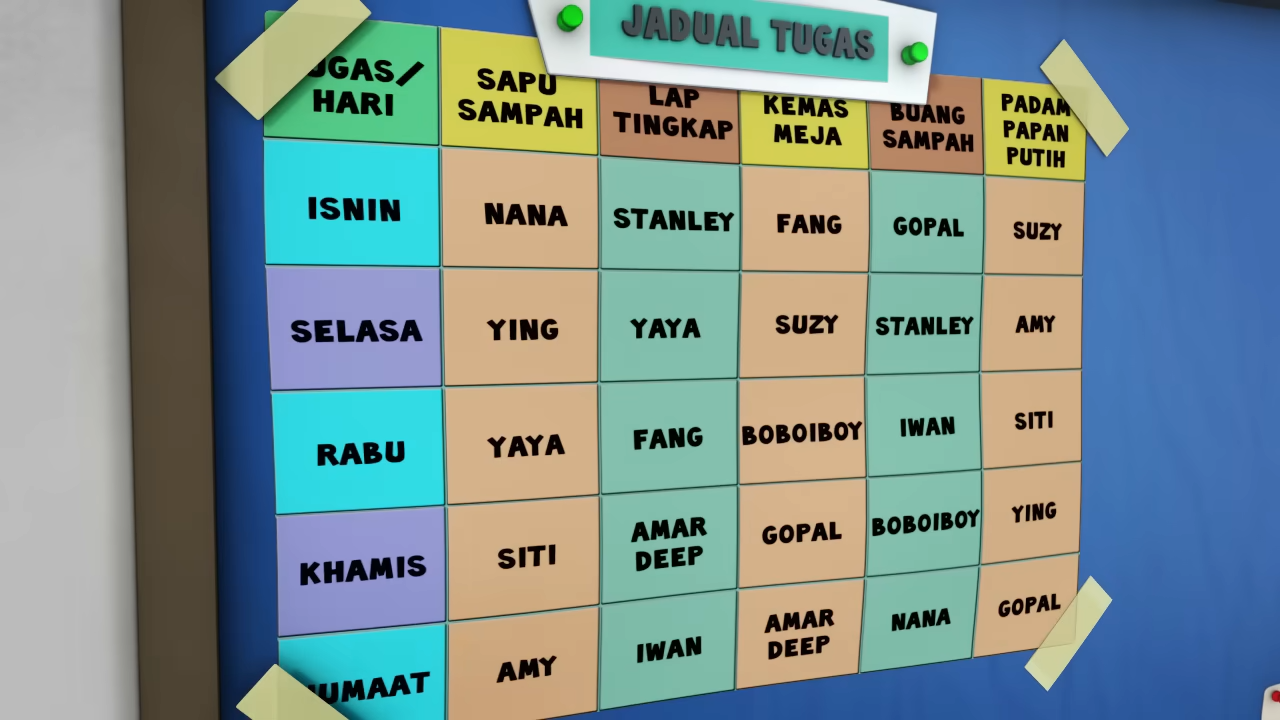 JADUAL TUGAS
TUGAS/
HARI
SAPU
SAMPAH
LAP
TINGKAP
KEMAS
MEJA
BUANG
SAMPAH
PADAM
PAPAN
PUTIH
ISNIN
NANA
STANLEY
FANG
GOPAL
SUZY
SELASA
YING
YAYA
SUZY
STANLEY
AMY
RABU
YAYA
FANG
BOBOIBOY
IWAN
SITI
KHAMIS
SITI
AMAR
DEEP
GOPAL
BOBOIBOY
YING
JUMAAT
AMY
IWAN
AMAR
DEEP
NANA
GOPAL